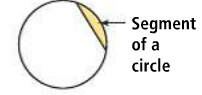 Segment
of a
circle